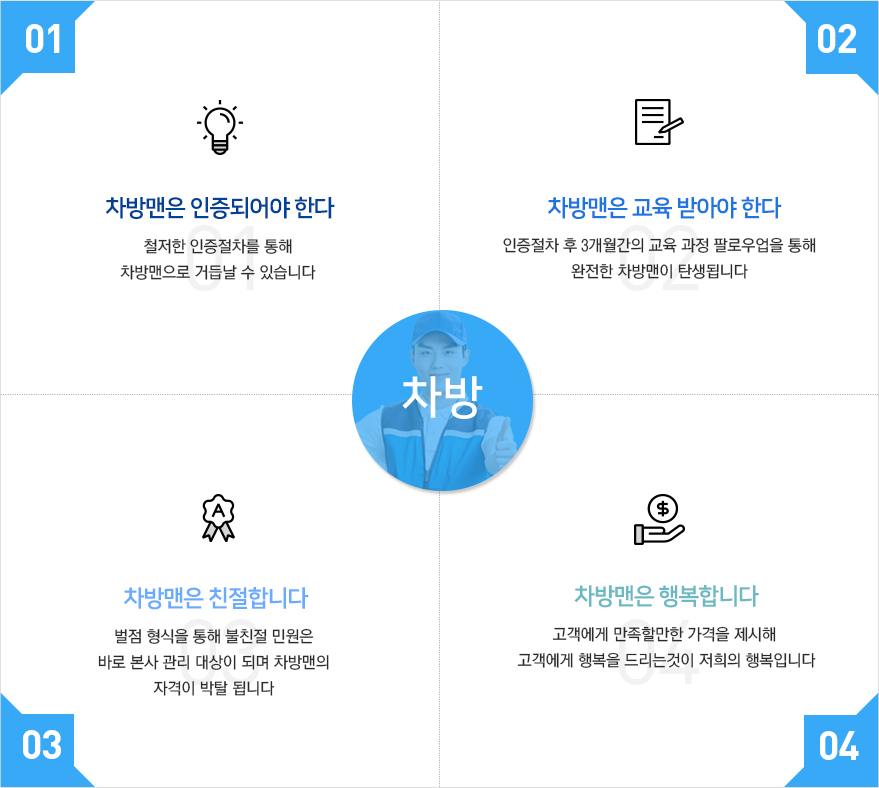 01
02
차방맨은 인증되어야 한다
01
철저한 인증절차를 통해
차방맨으로 거듭날 수 있습니다
차방맨은 교육 받아야 한다
02
인증절차 후 3개월간의 교육 과정 팔로우업을 통해
완전한 차방맨이 탄생됩니다
차방
A
차방맨은 친절합니다
03
벌점 형식을 통해 불친절 민원은
바로 본사 관리 대상이 되며 차방맨의
자격이 박탈 됩니다
$
차방맨은 행복합니다
04
고객에게 만족할만한 가격을 제시해
고객에게 행복을 드리는것이 저희의 행복입니다
03
04